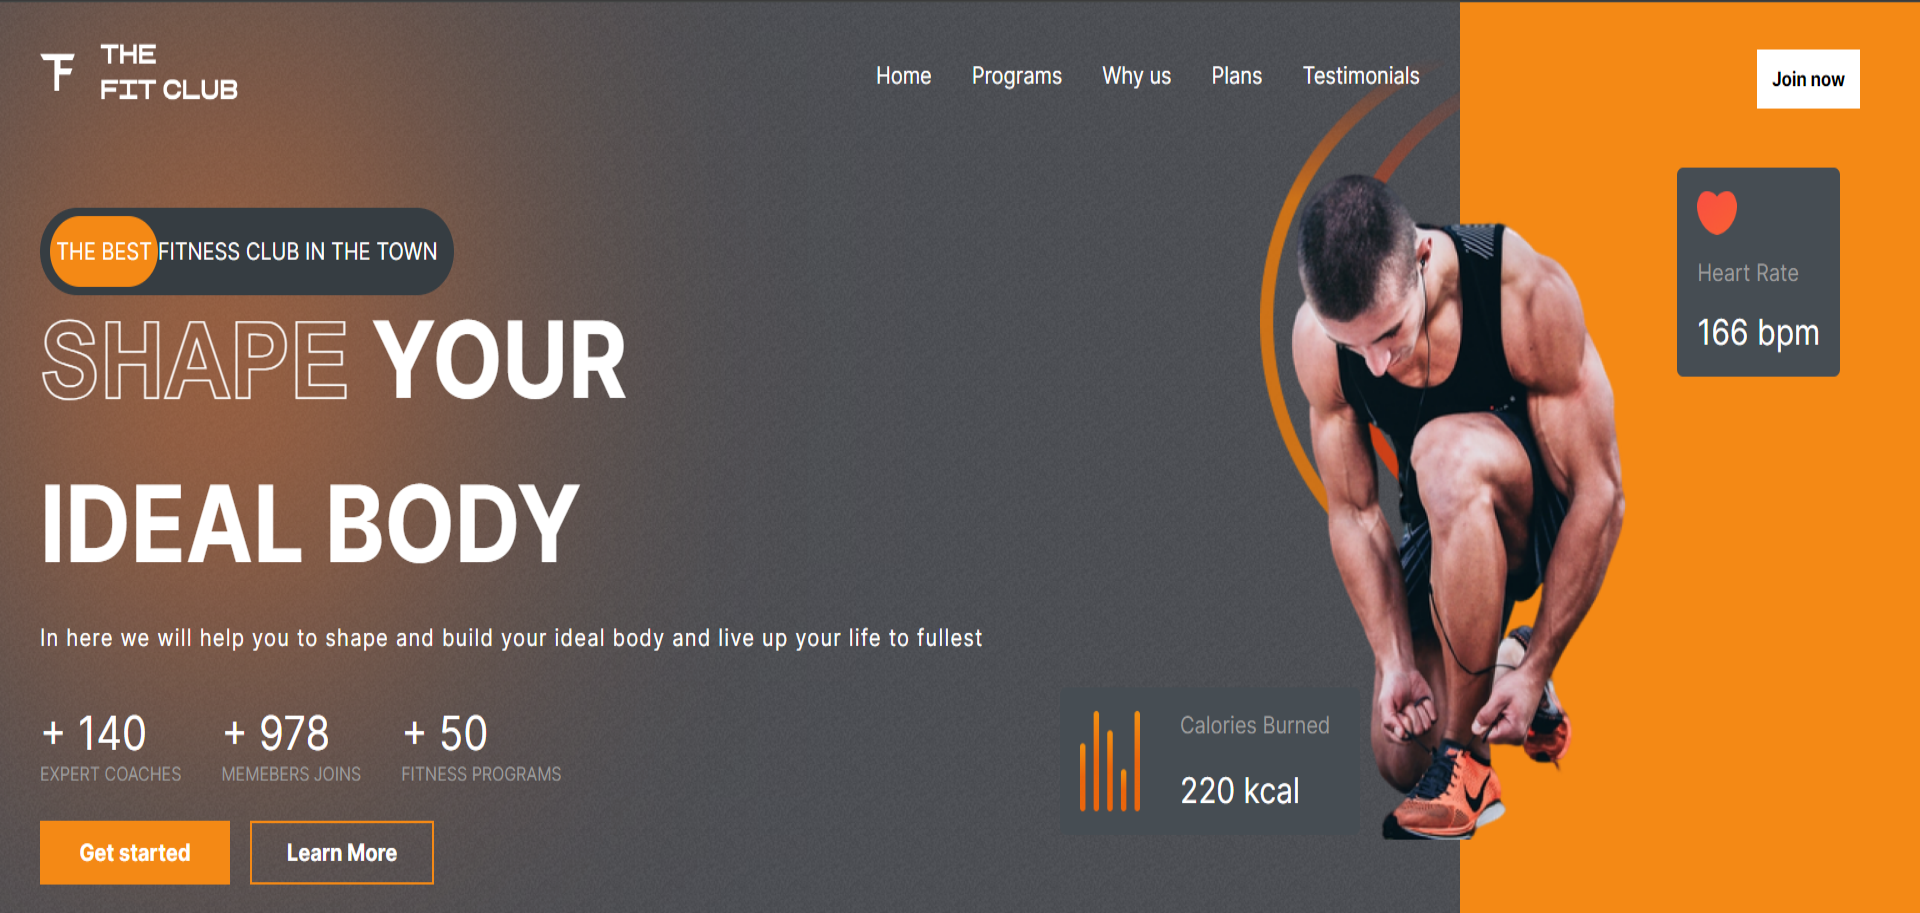 THE
FIT CLUB
Home Programs Why us Plans Testimonials
Join now
THE BEST FITNESS CLUB IN THE TOWN
SHAPE YOUR
IDEAL BODY
In here we will help you to shape and build your ideal body and live up your life to fullest
+ 140 + 978 + 50
EXPERT COACHES MEMEBERS JOINS FITNESS PROGRAMS
Get started Learn More
Heart Rate
166 bpm
Calories Burned
220 kcal